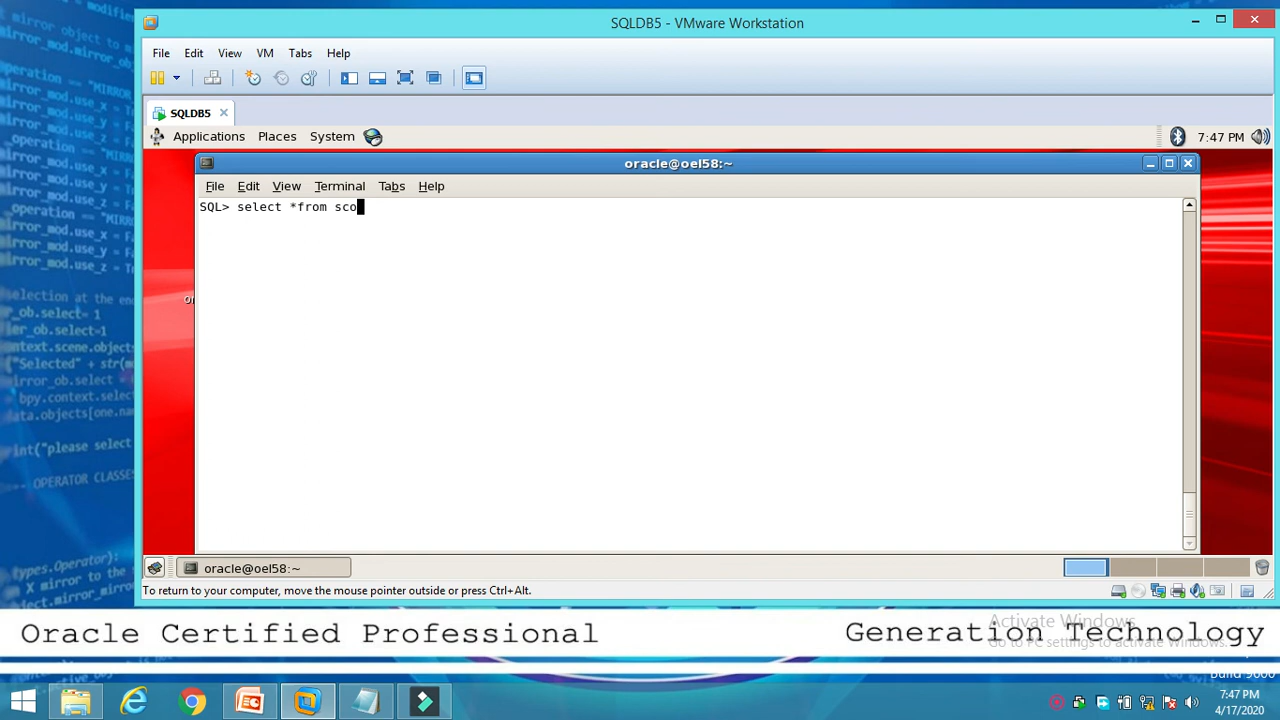 SQLDB5 - VMware Workstation
File Edit View VM Tabs Help
SQLDB5
Applications Places System
7:47 PM
oracle@oel58:~
File Edit View Terminal Tabs Help
SQL> select *from sco
oracle@oel58:~
To return to your computer, move the mouse pointer outside or press Ctrl+Alt.
Oracle Certified Professional
Generation Technology
Activate Windows
Go to PC settings to activate Windows.
Build 9600
7:47 PM
4/17/2020